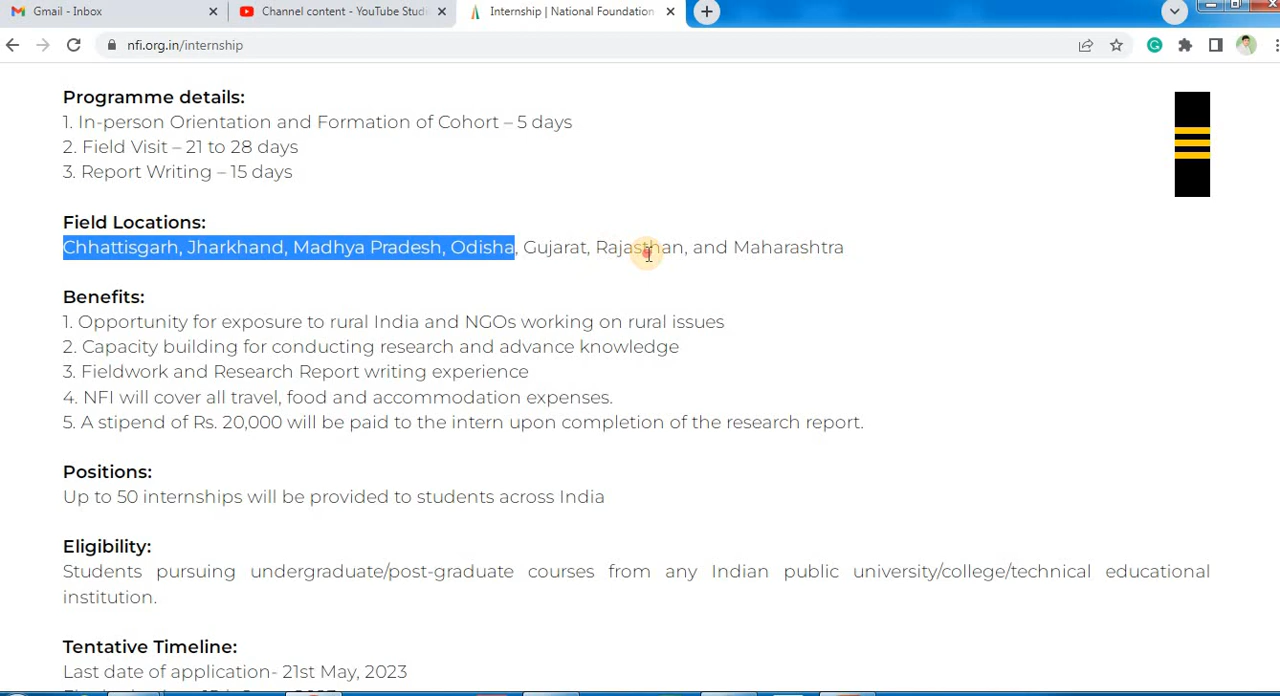 Gmail - Inbox
Channel content - YouTube Studi
Internship | National Foundation
nfi.org.in/internship
Programme details:
1. In-person Orientation and Formation of Cohort – 5 days
2. Field Visit – 21 to 28 days
3. Report Writing – 15 days
Field Locations:
Chhattisgarh, Jharkhand, Madhya Pradesh, Odisha, Gujarat, Rajasthan, and Maharashtra
Benefits:
1. Opportunity for exposure to rural India and NGOs working on rural issues
2. Capacity building for conducting research and advance knowledge
3. Fieldwork and Research Report writing experience
4. NFI will cover all travel, food and accommodation expenses.
5. A stipend of Rs. 20,000 will be paid to the intern upon completion of the research report.
Positions:
Up to 50 internships will be provided to students across India
Eligibility:
Students pursuing undergraduate/post-graduate courses from any Indian public university/college/technical educational
institution.
Tentative Timeline:
Last date of application- 21st May, 2023